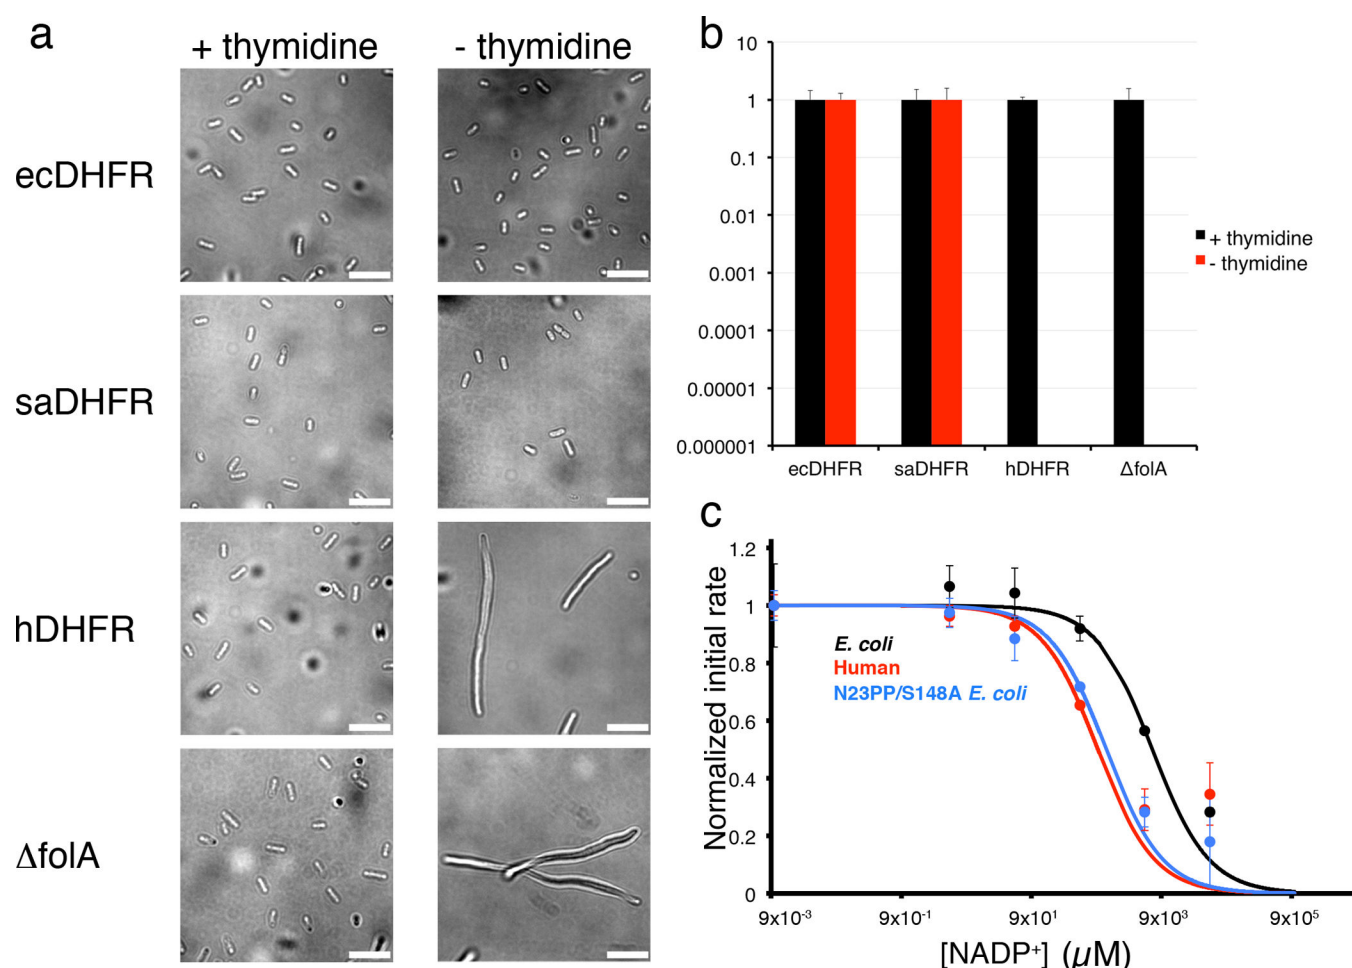 a
+ thymidine
- thymidine
ecDHFR
saDHFR
hDHFR
ΔfolA
b
10
1
0.1
0.01
0.001
0.0001
0.00001
0.000001
ecDHFR
saDHFR
hDHFR
ΔfolA
+ thymidine
- thymidine
c
Normalized initial rate
1.2
1
0.8
0.6
0.4
0.2
0
E. coli
Human
N23PP/S148A E. coli
9x10⁻³
9x10⁻¹
9x10¹
9x10³
9x10⁵
[NADP⁺] (µM)